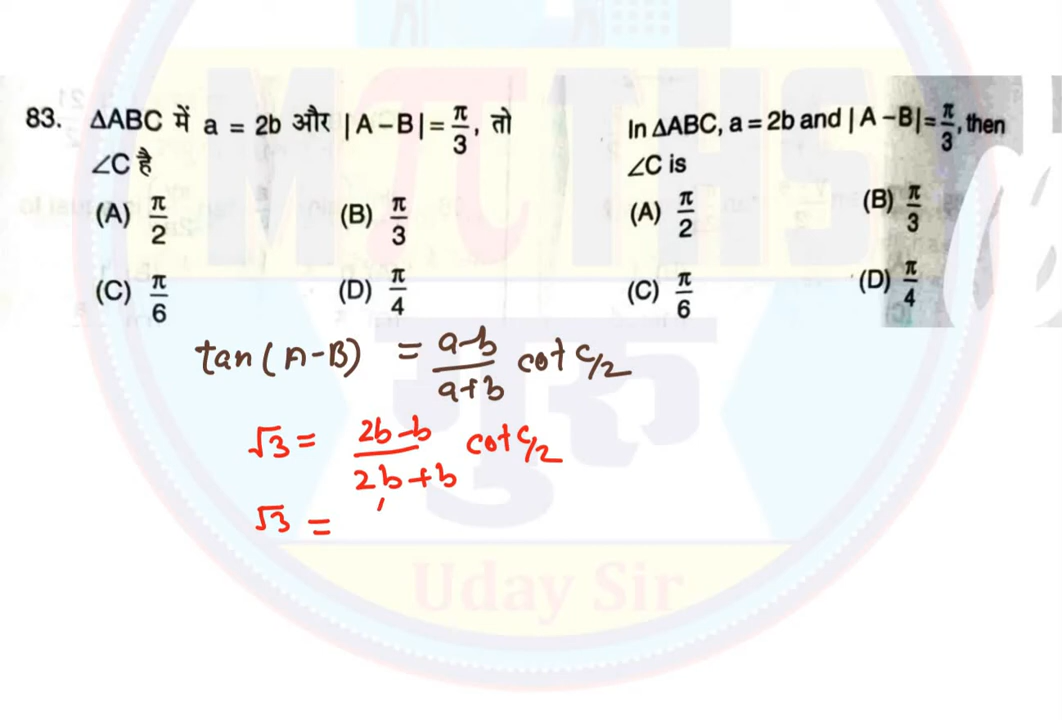 83. ΔABC में a = 2b और |A – B| = π/3, तो
∠C है
(A) π/2 (B) π/3
(C) π/6 (D) π/4
In ΔABC, a = 2b and |A – B| = π/3, then
∠C is
(A) π/2 (B) π/3
(C) π/6 (D) π/4
tan(A-B) = a-b/a+b cot c/2
√3 = 2b-b/2b+b cot c/2
√3 =
MATHS
गुरु
Uday Sir